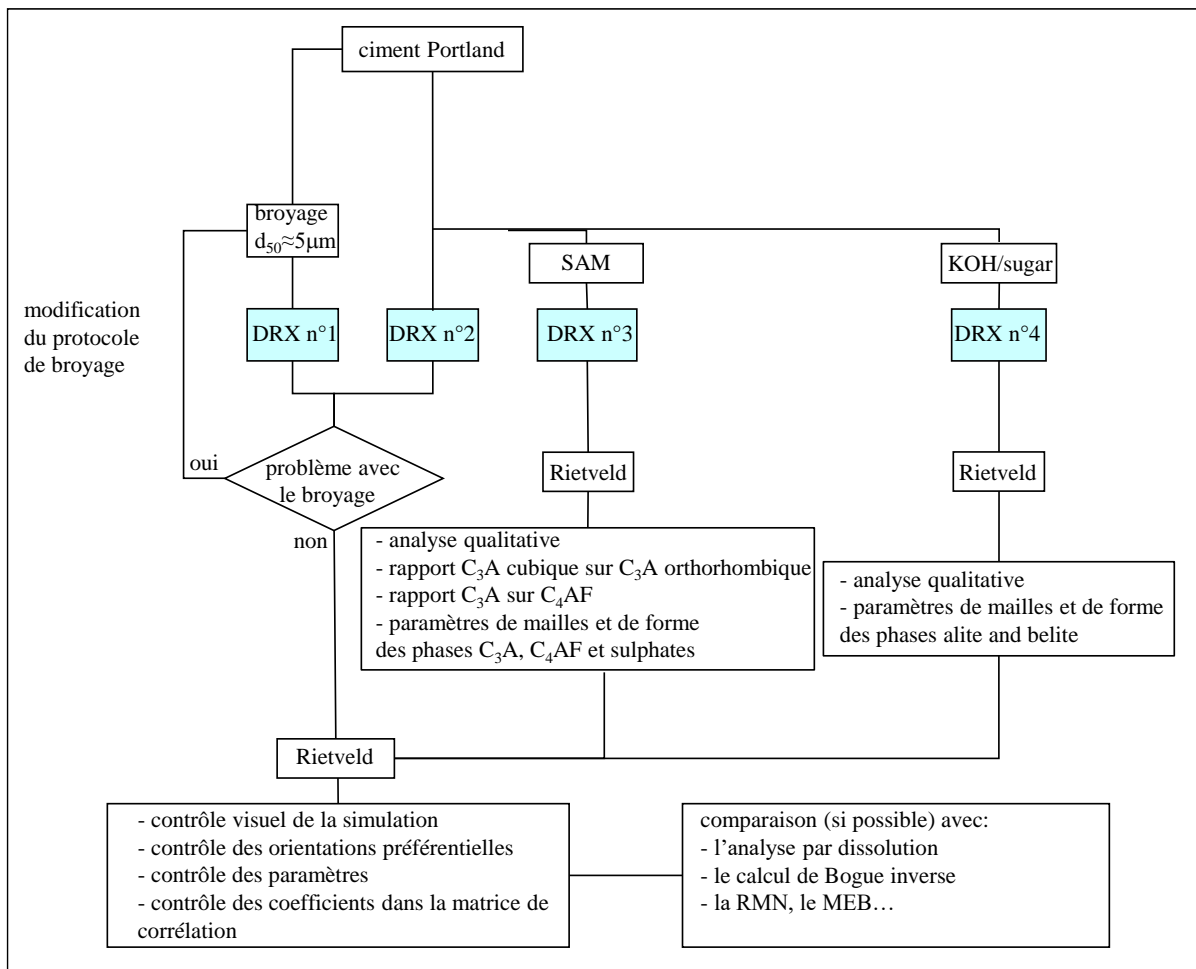 ciment Portland
broyage
d₅₀≈5μm
SAM
KOH/sugar
modification
du protocole
de broyage
DRX n°1
DRX n°2
DRX n°3
DRX n°4
oui
problème avec
le broyage
non
Rietveld
Rietveld
- analyse qualitative
- rapport C₃A cubique sur C₃A orthorhombique
- rapport C₃A sur C₄AF
- paramètres de mailles et de forme
des phases C₃A, C₄AF et sulphates
- analyse qualitative
- paramètres de mailles et de forme
des phases alite and belite
Rietveld
- contrôle visuel de la simulation
- contrôle des orientations préférentielles
- contrôle des paramètres
- contrôle des coefficients dans la matrice de
corrélation
comparaison (si possible) avec:
- l’analyse par dissolution
- le calcul de Bogue inverse
- la RMN, le MEB…